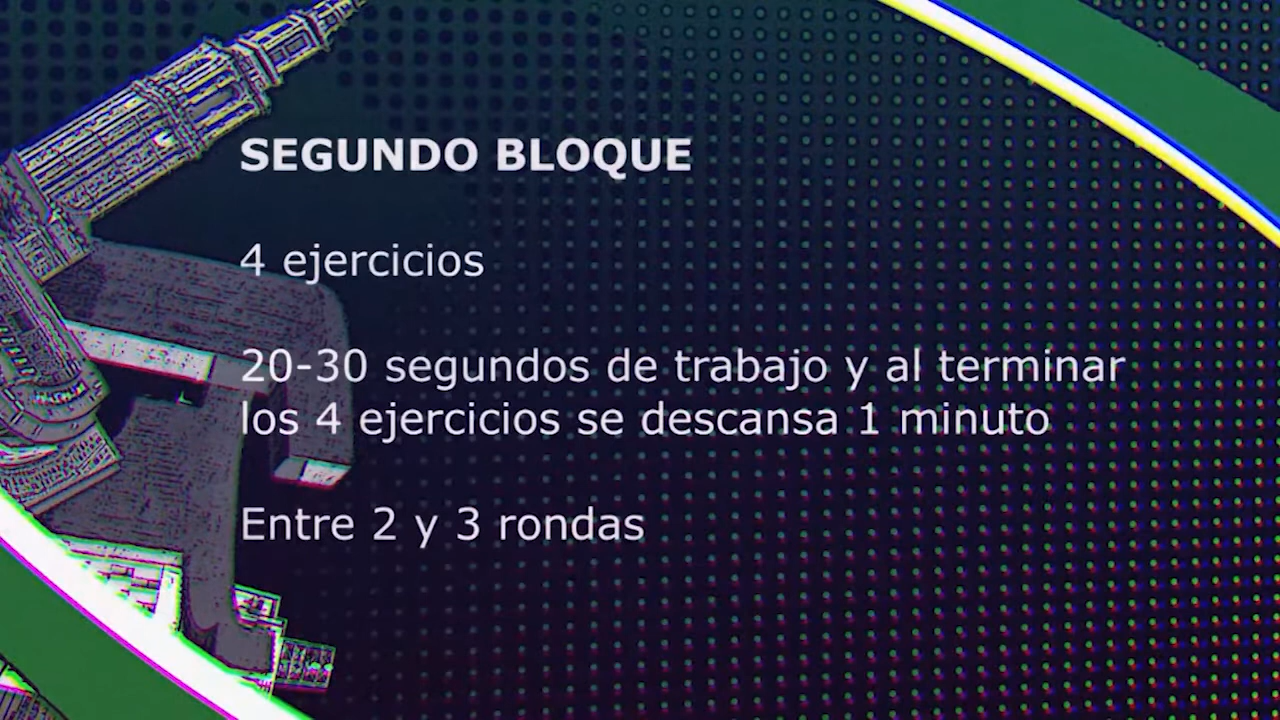 SEGUNDO BLOQUE
4 ejercicios
20-30 segundos de trabajo y al terminar
los 4 ejercicios se descansa 1 minuto
Entre 2 y 3 rondas